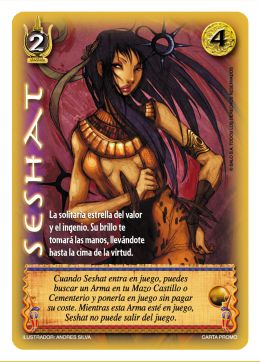 2
4
SESHAT
La solitaria estrella del valor
y el ingenio. Su brillo te
tomará las manos, llevándote
hasta la cima de la virtud.
Cuando Seshat entra en juego, puedes
buscar un Arma en tu Mazo Castillo o
Cementerio y ponerla en juego sin pagar
su coste. Mientras esta Arma esté en juego,
Seshat no puede salir del juego.
ILUSTRADOR: ANDRES SILVA
CARTA PROMO